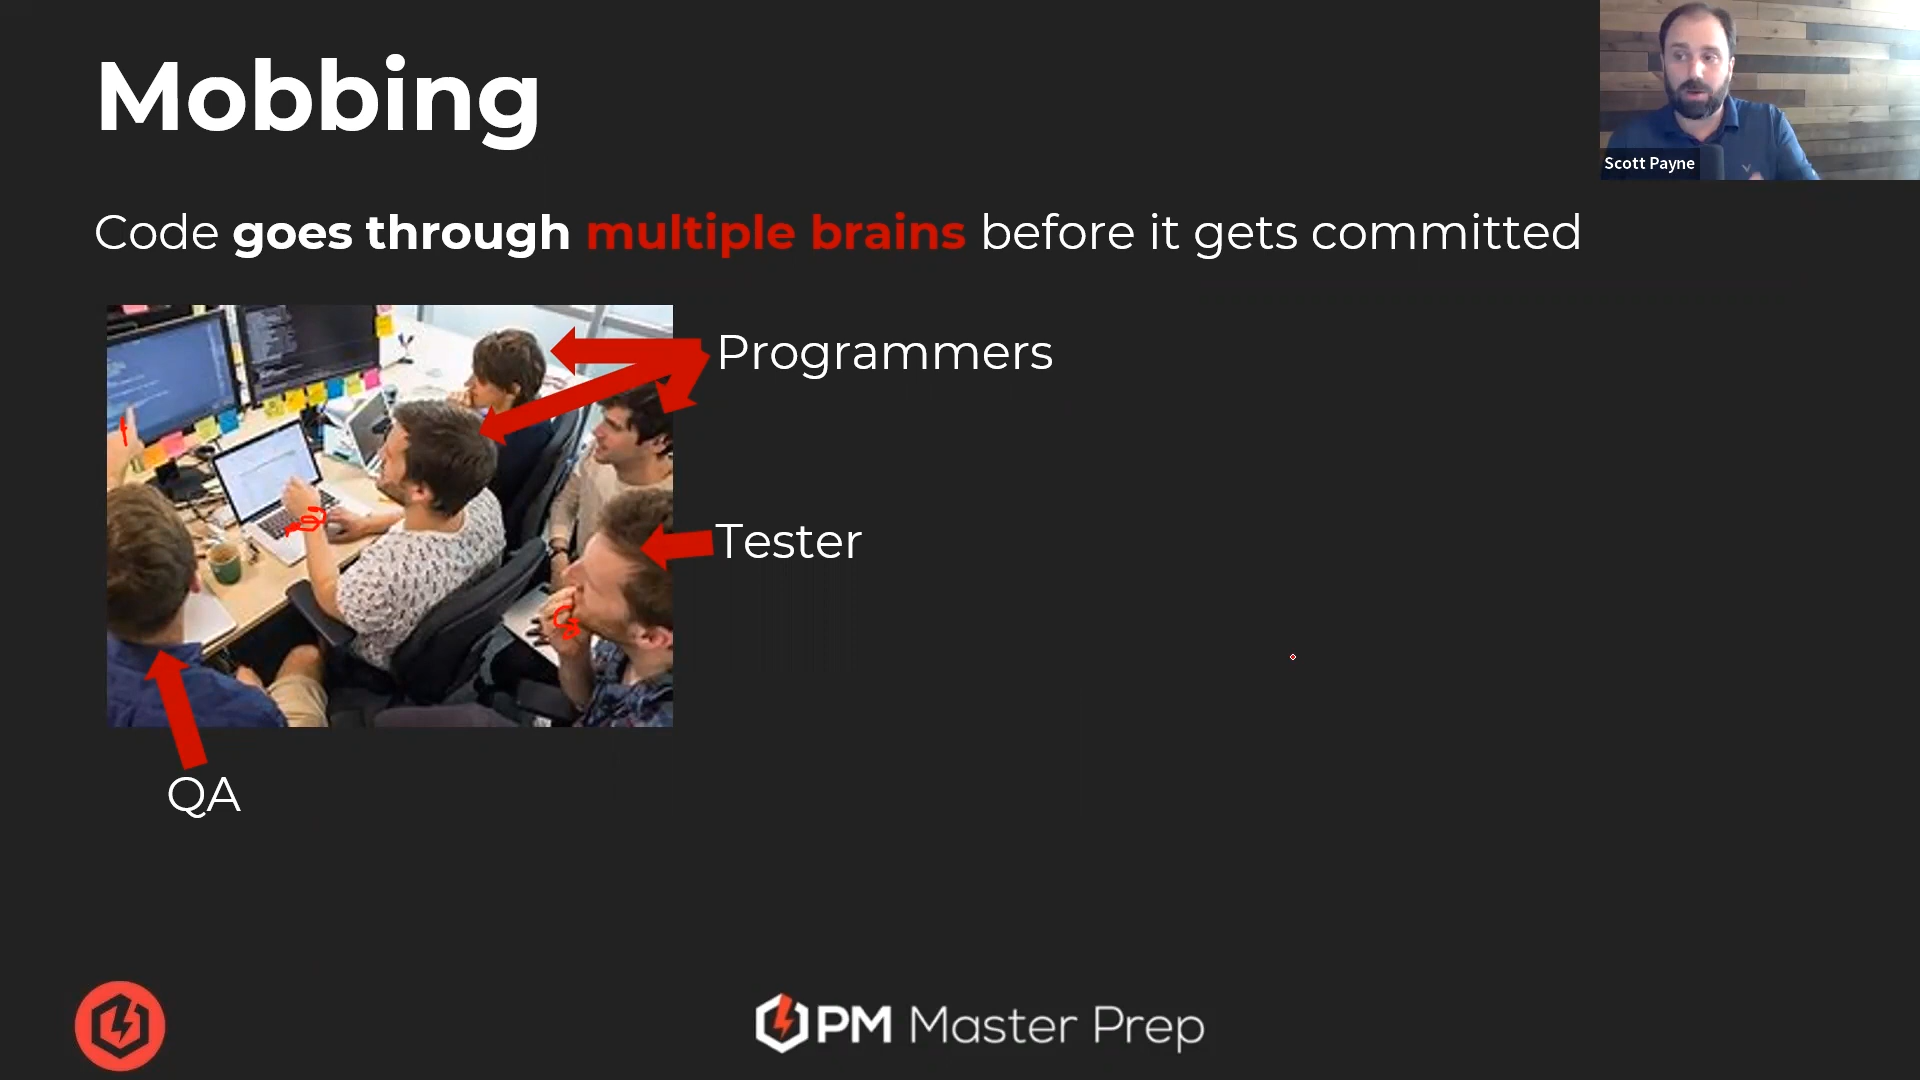 Mobbing
Scott Payne
Code goes through multiple brains before it gets committed
Programmers
Tester
QA
PM Master Prep